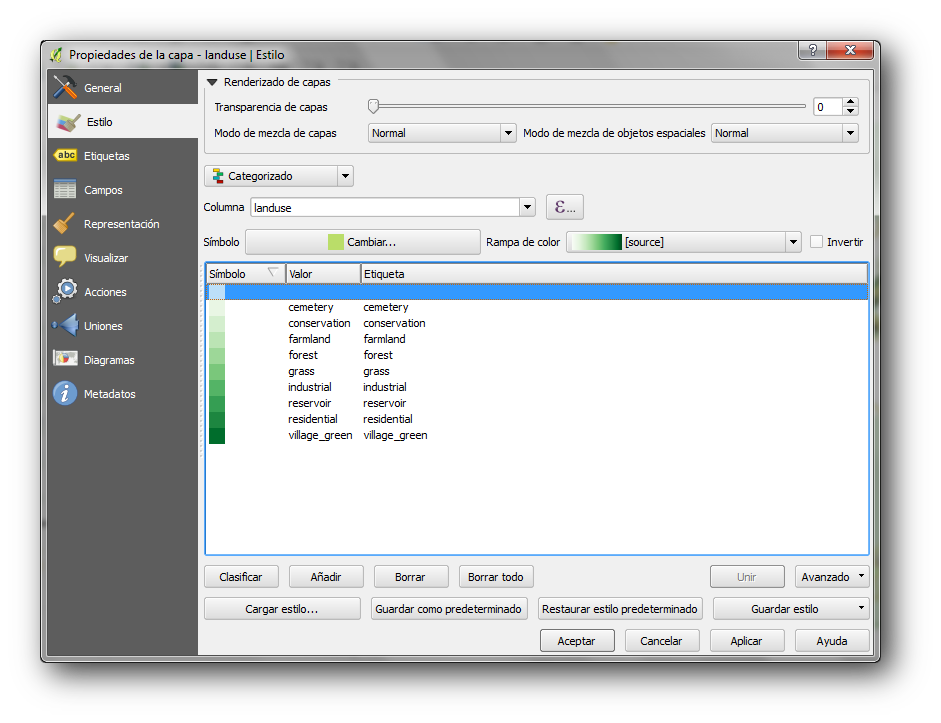 Propiedades de la capa - landuse | Estilo
General
Estilo
abc Etiquetas
Campos
Representación
Visualizar
Acciones
Uniones
Diagramas
Metadatos
Renderizado de capas
Transparencia de capas 0
Modo de mezcla de capas Normal Modo de mezcla de objetos espaciales Normal
Categorizado
Columna landuse ε...
Símbolo Cambiar... Rampa de color [source] Invertir
Símbolo Valor Etiqueta
cemetery cemetery
conservation conservation
farmland farmland
forest forest
grass grass
industrial industrial
reservoir reservoir
residential residential
village_green village_green
Clasificar Añadir Borrar Borrar todo Unir Avanzado
Cargar estilo... Guardar como predeterminado Restaurar estilo predeterminado Guardar estilo
Aceptar Cancelar Aplicar Ayuda